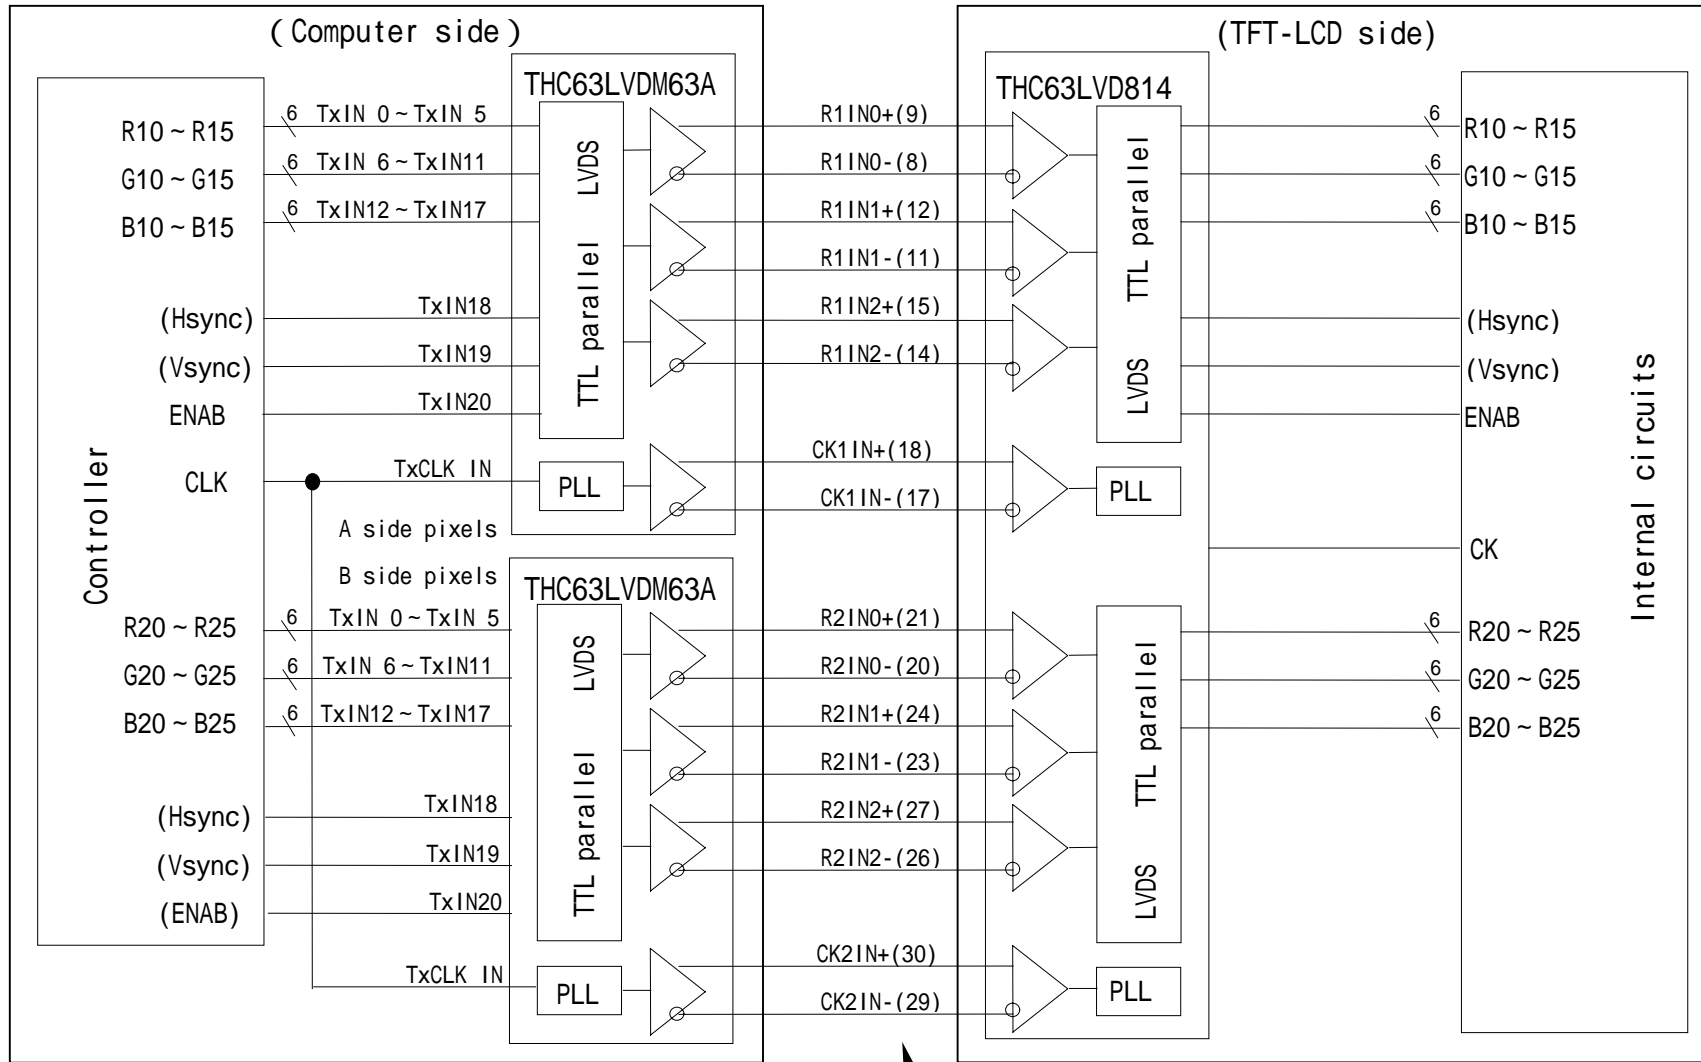 (Computer side)
(TFT-LCD side)
THC63LVDM63A
THC63LVD814
R10~R15
6
TxIN 0~TxIN 5
R1IN0+(9)
6
R10~R15
G10~G15
6
TxIN 6~TxIN11
R1IN0-(8)
6
G10~G15
B10~B15
6
TxIN12~TxIN17
R1IN1+(12)
6
B10~B15
R1IN1-(11)
(Hsync)
TxIN18
R1IN2+(15)
(Hsync)
(Vsync)
TxIN19
R1IN2-(14)
(Vsync)
ENAB
TxIN20
ENAB
TTL parallel
LVDS
LVDS
TTL parallel
Controller
Internal circuits
CLK
TxCLK IN
PLL
CK1IN+(18)
CK1IN-(17)
PLL
A side pixels
CK
B side pixels
THC63LVDM63A
R20~R25
6
TxIN 0~TxIN 5
R2IN0+(21)
6
R20~R25
G20~G25
6
TxIN 6~TxIN11
R2IN0-(20)
6
G20~G25
B20~B25
6
TxIN12~TxIN17
R2IN1+(24)
6
B20~B25
R2IN1-(23)
(Hsync)
TxIN18
R2IN2+(27)
(Vsync)
TxIN19
R2IN2-(26)
(ENAB)
TxIN20
TTL parallel
LVDS
LVDS
TTL parallel
TxCLK IN
PLL
CK2IN+(30)
CK2IN-(29)
PLL